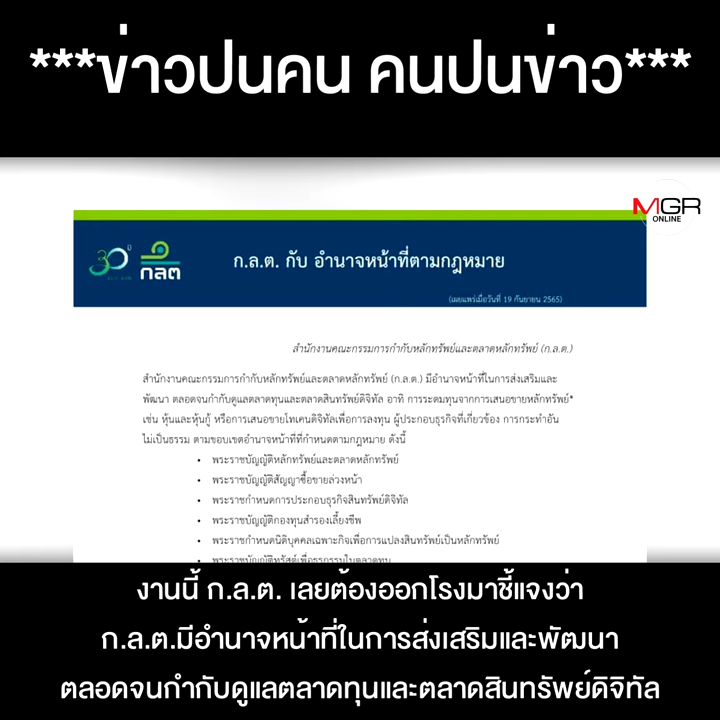 ***ข่าวปนคน คนปนข่าว***
MGR
ONLINE
30 ปี
กลต
ก.ล.ต. กับ อำนาจหน้าที่ตามกฎหมาย
(เผยแพร่เมื่อวันที่ 19 กันยายน 2565)
สำนักงานคณะกรรมการกำกับหลักทรัพย์และตลาดหลักทรัพย์ (ก.ล.ต.)
สำนักงานคณะกรรมการกำกับหลักทรัพย์และตลาดหลักทรัพย์ (ก.ล.ต.) มีอำนาจหน้าที่ในการส่งเสริมและ
พัฒนา ตลอดจนกำกับดูแลตลาดทุนและตลาดสินทรัพย์ดิจิทัล อาทิ การระดมทุนจากการเสนอขายหลักทรัพย์*
เช่น หุ้นและหุ้นกู้ หรือการเสนอขายโทเคนดิจิทัลเพื่อการลงทุน ผู้ประกอบธุรกิจที่เกี่ยวข้อง การกระทำอัน
ไม่เป็นธรรม ตามขอบเขตอำนาจหน้าที่ที่กำหนดตามกฎหมาย ดังนี้
• พระราชบัญญัติหลักทรัพย์และตลาดหลักทรัพย์
• พระราชบัญญัติสัญญาซื้อขายล่วงหน้า
• พระราชกำหนดการประกอบธุรกิจสินทรัพย์ดิจิทัล
• พระราชบัญญัติกองทุนสำรองเลี้ยงชีพ
• พระราชกำหนดนิติบุคคลเฉพาะกิจเพื่อการแปลงสินทรัพย์เป็นหลักทรัพย์
• พระราชบัญญัติทรัสต์เพื่อธุรกรรมในตลาดทุน
งานนี้ ก.ล.ต. เลยต้องออกโรงมาชี้แจงว่า
ก.ล.ต.มีอำนาจหน้าที่ในการส่งเสริมและพัฒนา
ตลอดจนกำกับดูแลตลาดทุนและตลาดสินทรัพย์ดิจิทัล